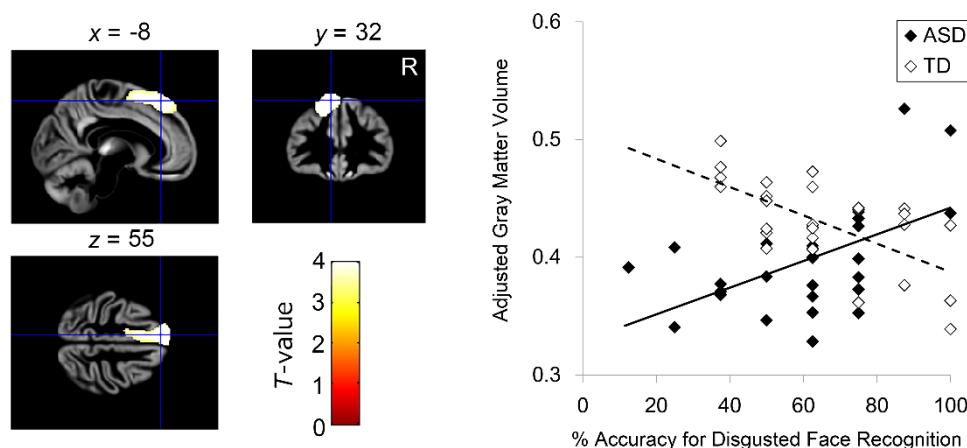 x = -8
y = 32
R
z = 55
T-value
4
3
2
1
0
Adjusted Gray Matter Volume
0.6
0.5
0.4
0.3
ASD
TD
0 20 40 60 80 100
% Accuracy for Disgusted Face Recognition